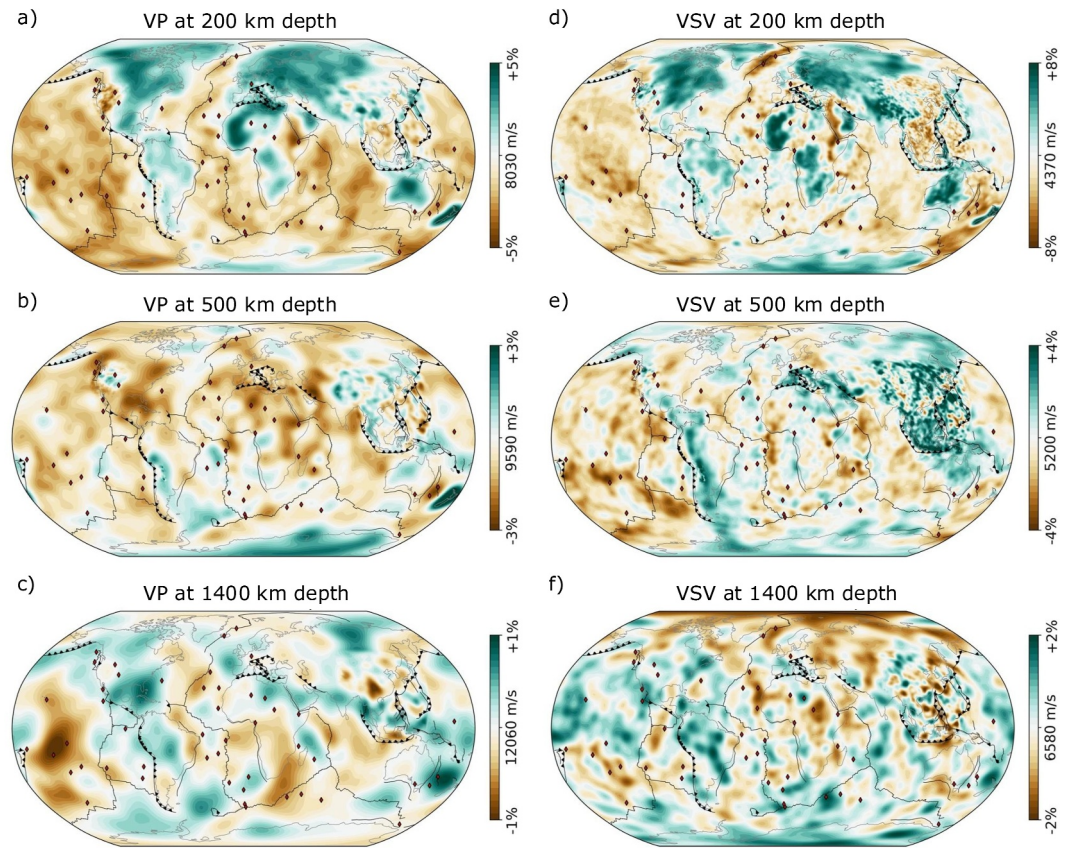 a)
VP at 200 km depth
+5%
8030 m/s
-5%
d)
VSV at 200 km depth
+8%
4370 m/s
-8%
b)
VP at 500 km depth
+3%
9590 m/s
-3%
e)
VSV at 500 km depth
+4%
5200 m/s
-4%
c)
VP at 1400 km depth
+1%
12060 m/s
-1%
f)
VSV at 1400 km depth
+2%
6680 m/s
-2%